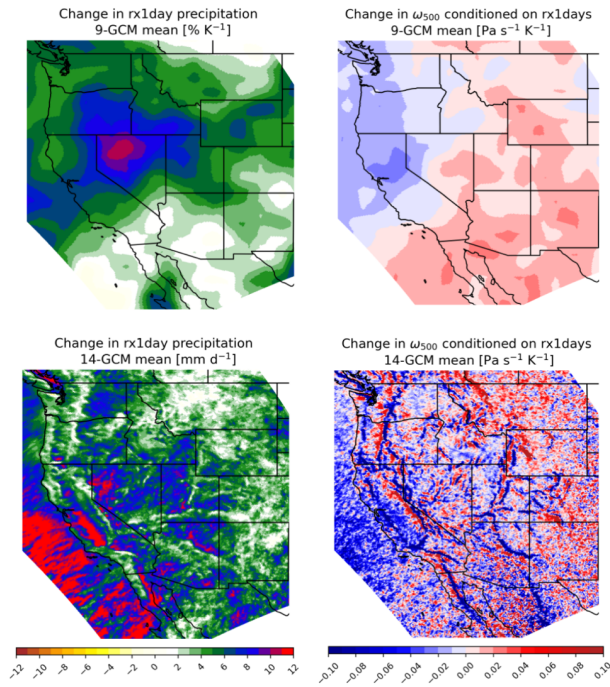 Change in rx1day precipitation
9-GCM mean [% K⁻¹]
Change in ω₅₀₀ conditioned on rx1days
9-GCM mean [Pa s⁻¹ K⁻¹]
Change in rx1day precipitation
14-GCM mean [mm d⁻¹]
Change in ω₅₀₀ conditioned on rx1days
14-GCM mean [Pa s⁻¹ K⁻¹]
−12 −10 −8 −6 −4 −2 0 2 4 6 8 10 12
−0.10 −0.08 −0.06 −0.04 −0.02 0.00 0.02 0.04 0.06 0.08 0.10